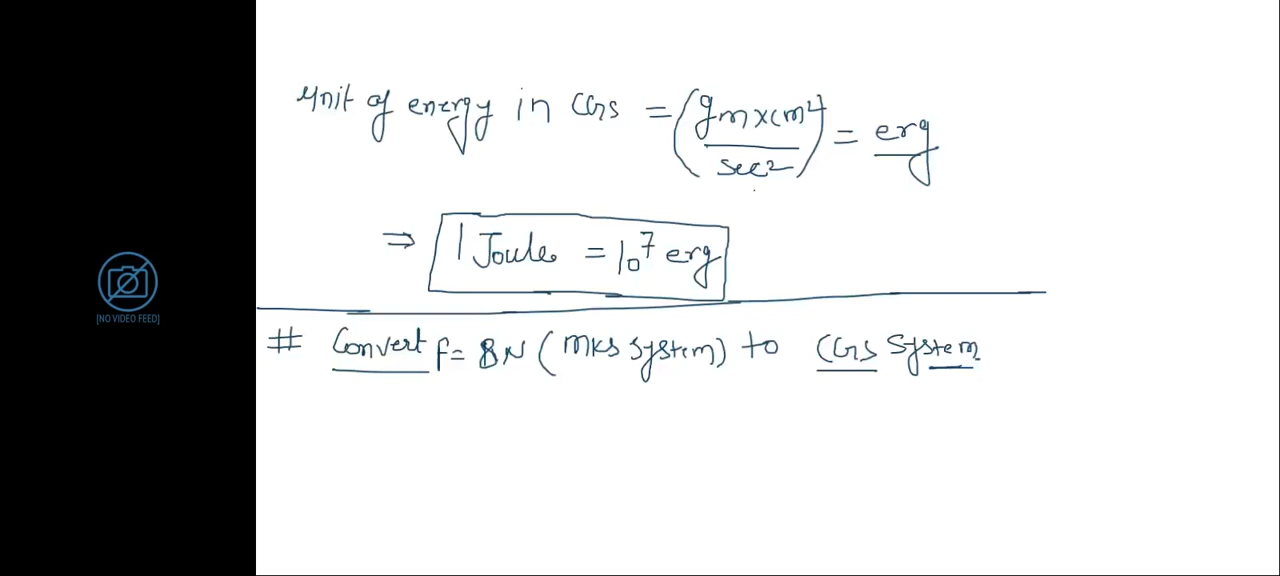 Unit of energy in CGS = (gm×cm² / sec²) = erg
⇒ 1 Joule = 10⁷ erg
[NO VIDEO FEED]
# Convert F= 8N (MKS System) to CGS System